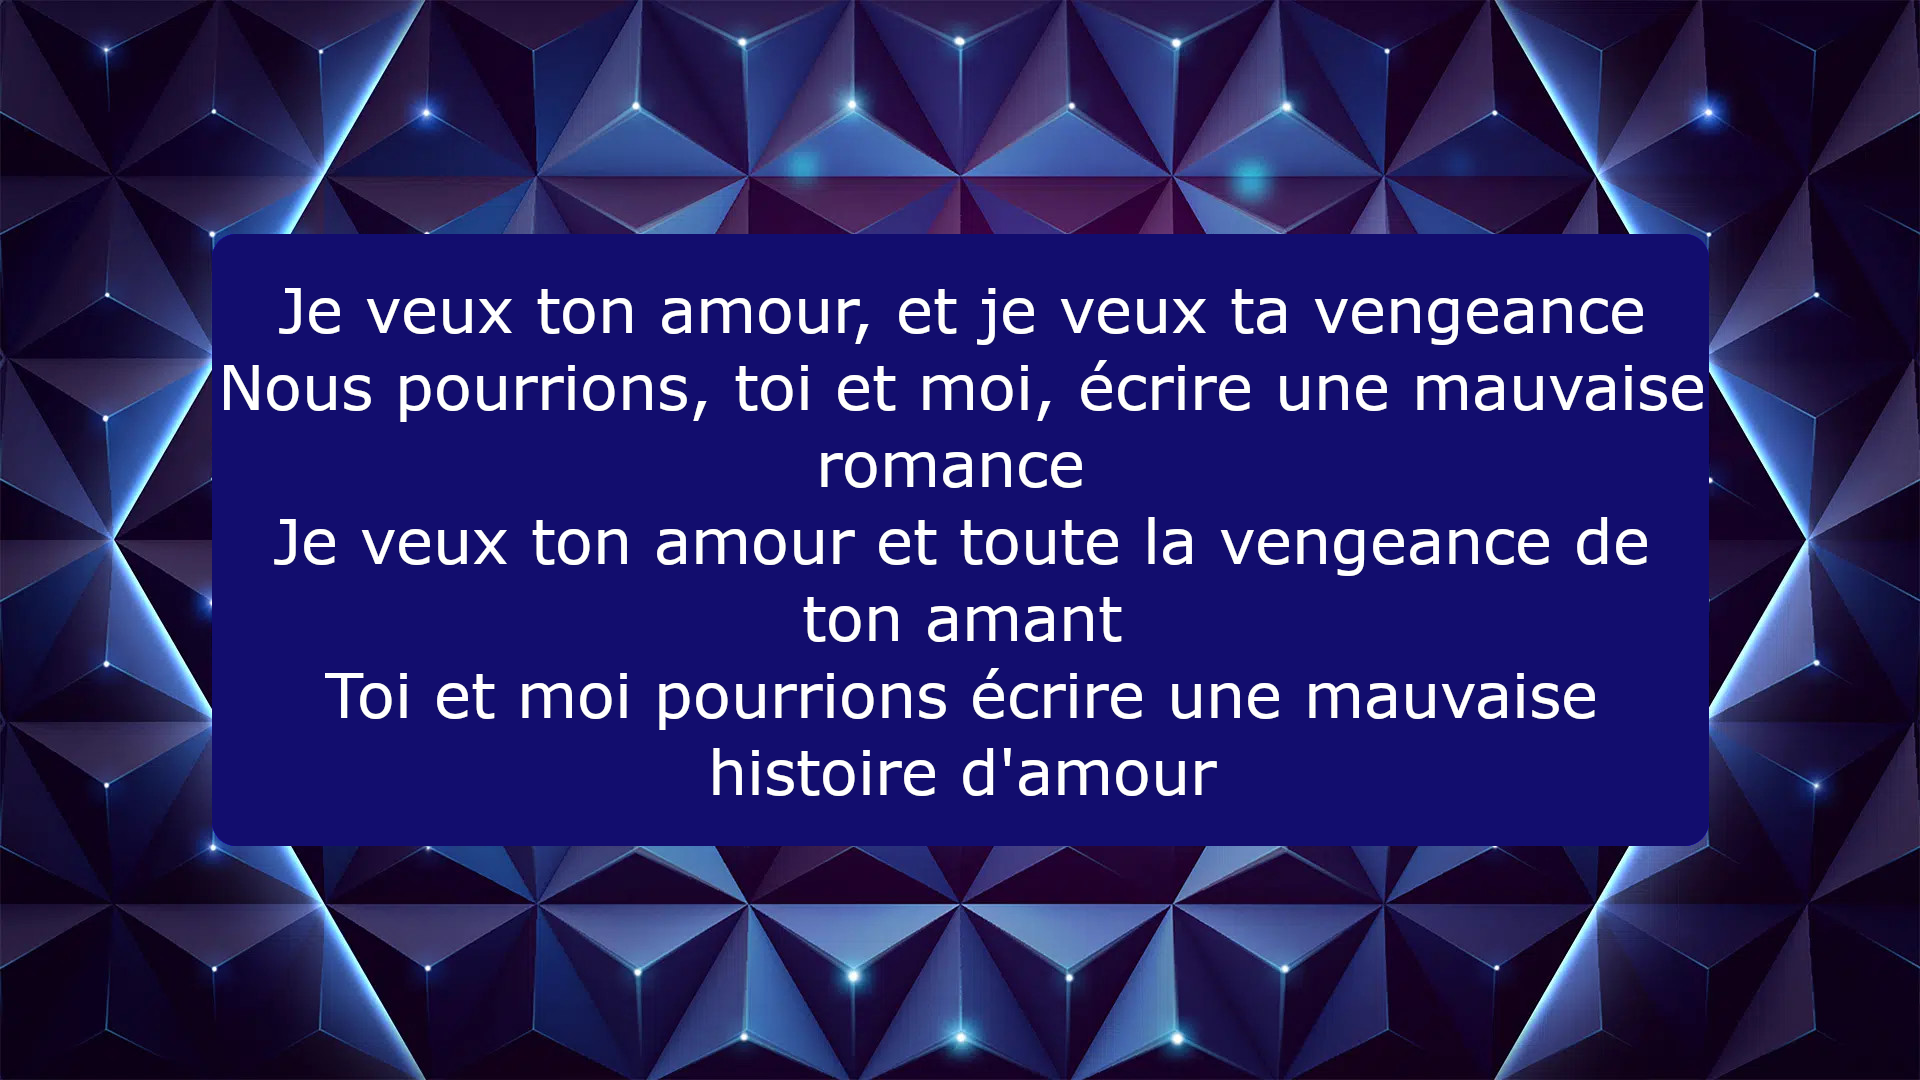 Je veux ton amour, et je veux ta vengeance
Nous pourrions, toi et moi, écrire une mauvaise
romance
Je veux ton amour et toute la vengeance de
ton amant
Toi et moi pourrions écrire une mauvaise
histoire d'amour